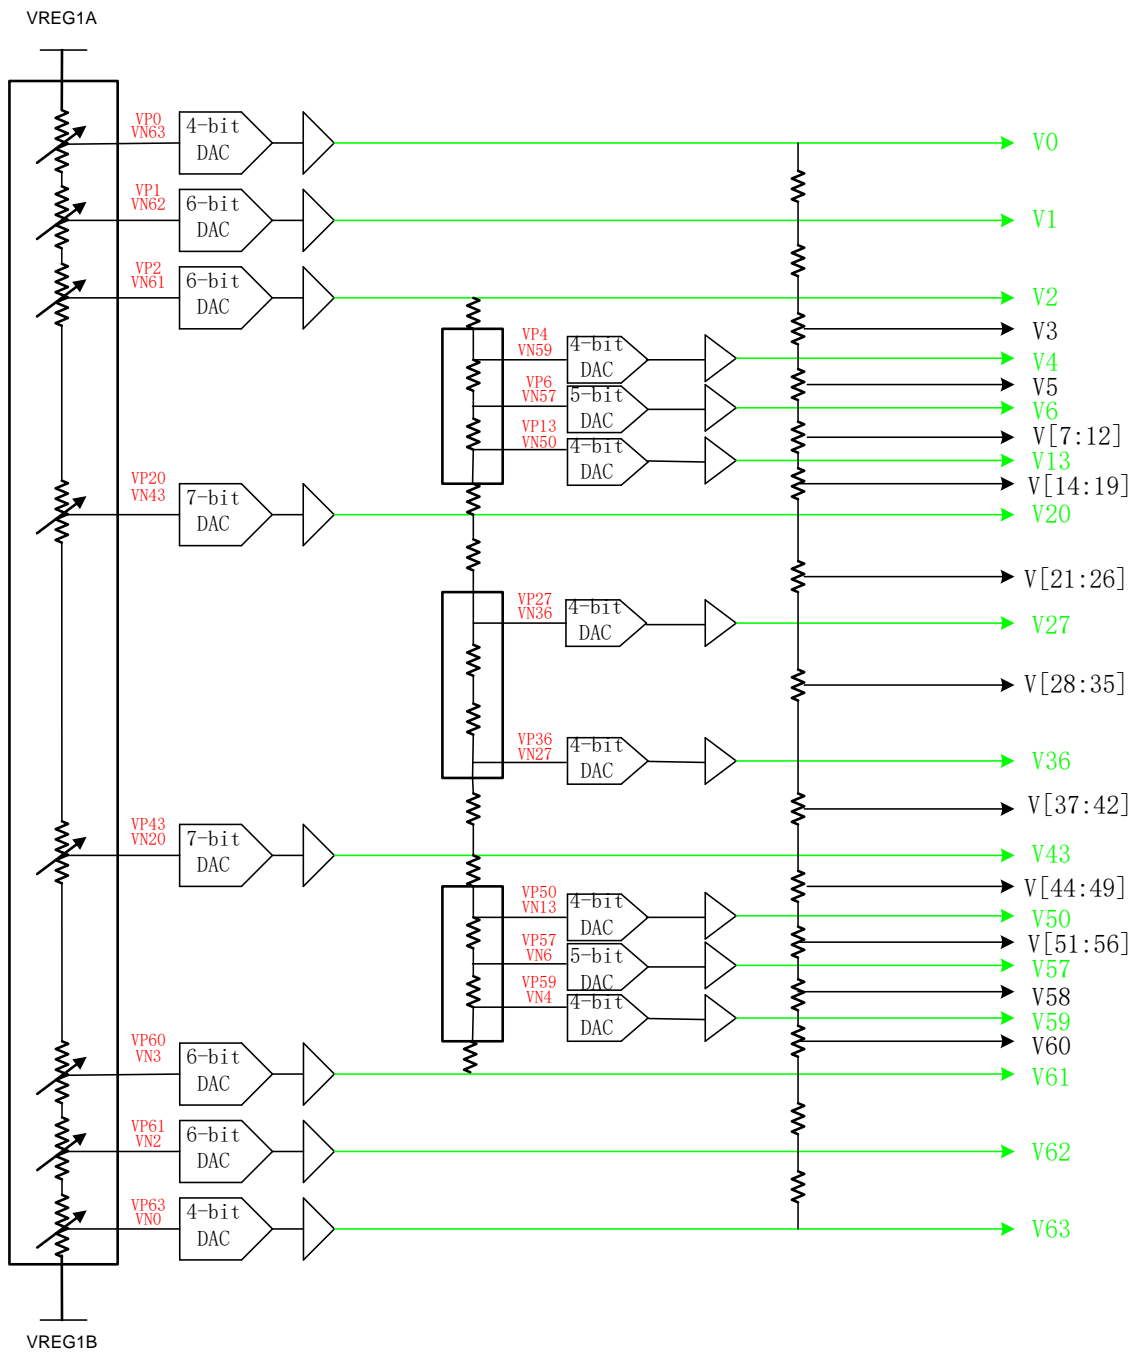 VREG1A
VP0
VN63
4-bit
DAC
V0
VP1
VN62
6-bit
DAC
V1
VP2
VN61
6-bit
DAC
V2
V3
VP4
VN59
4-bit
DAC
V4
V5
VP6
VN57
5-bit
DAC
V6
V[7:12]
VP13
VN50
4-bit
DAC
V13
V[14:19]
VP20
VN43
7-bit
DAC
V20
V[21:26]
VP27
VN36
4-bit
DAC
V27
V[28:35]
VP36
VN27
4-bit
DAC
V36
V[37:42]
VP43
VN20
7-bit
DAC
V43
V[44:49]
VP50
VN13
4-bit
DAC
V50
V[51:56]
VP57
VN6
5-bit
DAC
V57
V58
VP59
VN4
4-bit
DAC
V59
V60
VP60
VN3
6-bit
DAC
V61
VP61
VN2
6-bit
DAC
V62
VP63
VN0
4-bit
DAC
V63
VREG1B